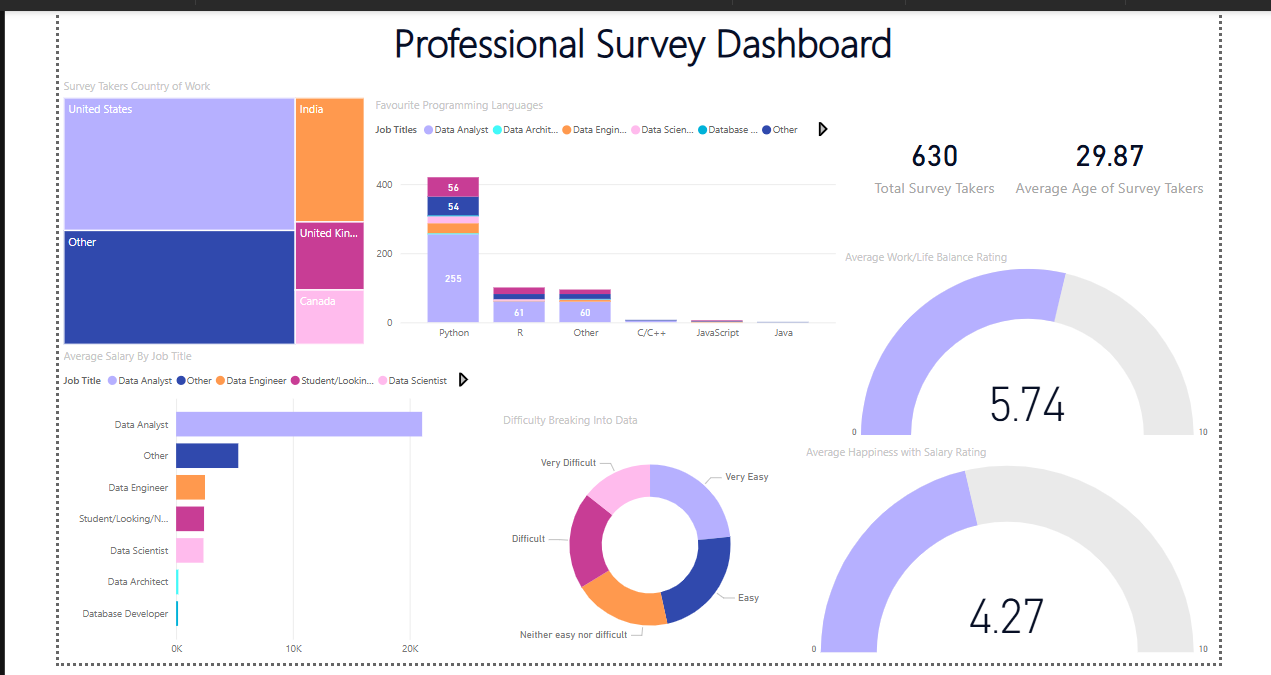 Professional Survey Dashboard
Survey Takers Country of Work
United States
India
Other
United Kin...
Canada
Favourite Programming Languages
Job Titles Data Analyst Data Archit... Data Engin... Data Scien... Database ... Other
400
200
0
56
54
255
61
60
Python R Other C/C++ JavaScript Java
630
Total Survey Takers
29.87
Average Age of Survey Takers
Average Work/Life Balance Rating
5.74
0
10
Average Salary By Job Title
Job Title Data Analyst Other Data Engineer Student/Lookin... Data Scientist
Data Analyst
Other
Data Engineer
Student/Looking/N...
Data Scientist
Data Architect
Database Developer
0K 10K 20K
Difficulty Breaking Into Data
Very Difficult
Very Easy
Difficult
Easy
Neither easy nor difficult
Average Happiness with Salary Rating
4.27
0
10